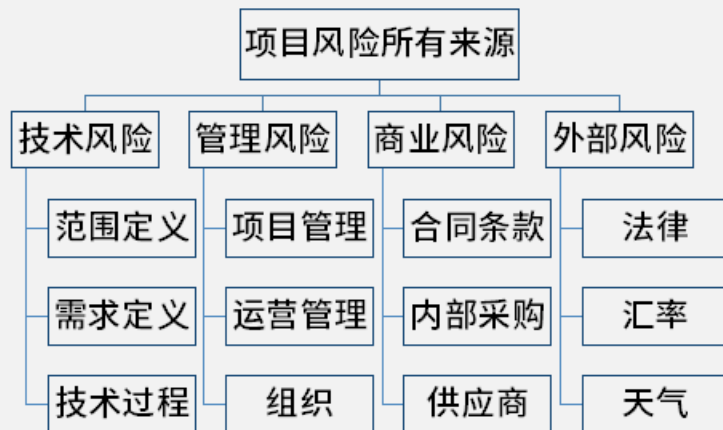 项目风险所有来源
技术风险
管理风险
商业风险
外部风险
范围定义
项目管理
合同条款
法律
需求定义
运营管理
内部采购
汇率
技术过程
组织
供应商
天气